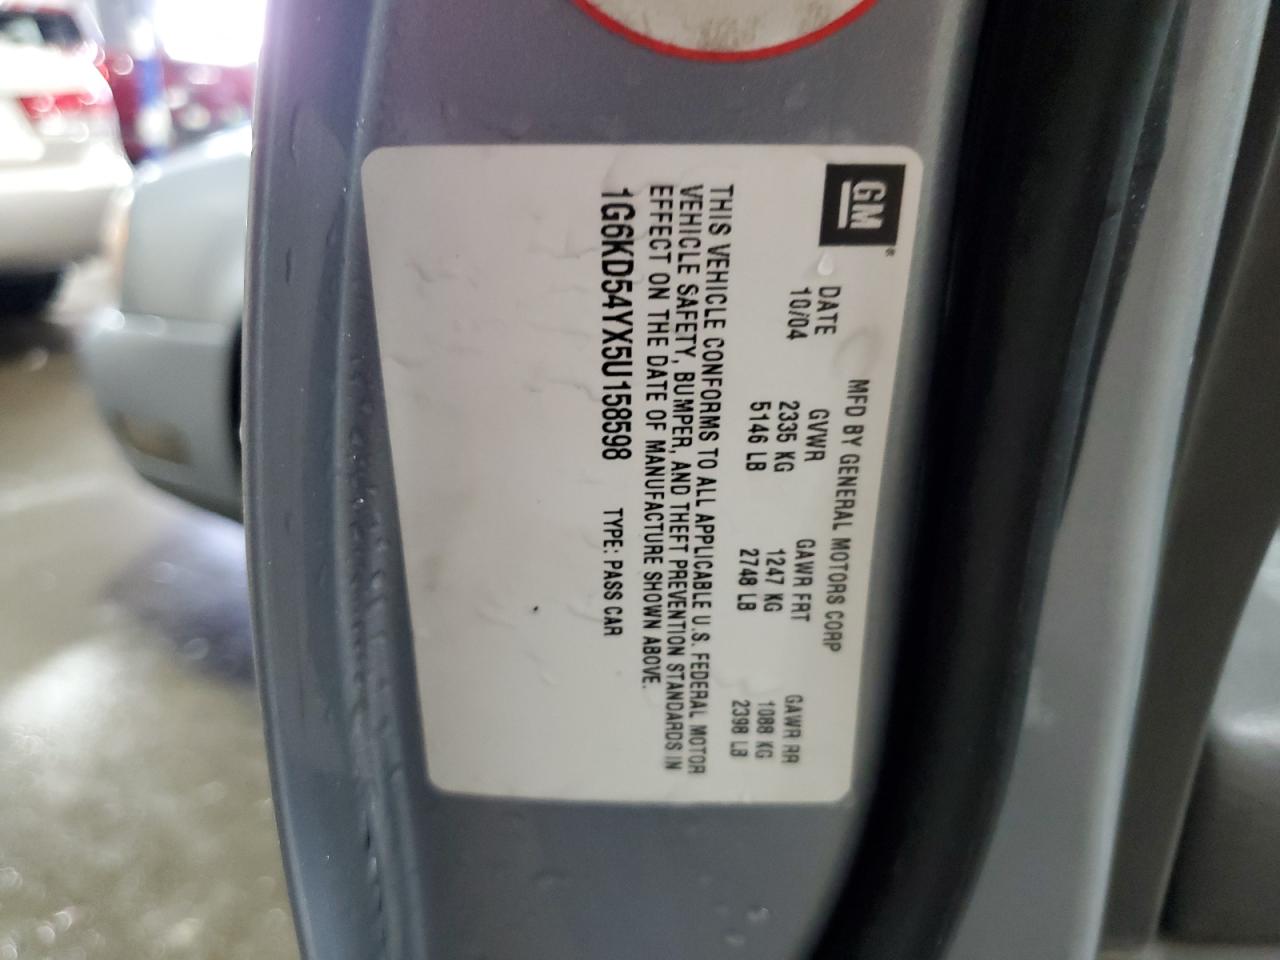 GM®
MFD BY GENERAL MOTORS CORP
DATE GVWR GAWR FRT GAWR RR
10/04 2335 KG 1247 KG 1088 KG
5146 LB 2748 LB 2398 LB
THIS VEHICLE CONFORMS TO ALL APPLICABLE U.S. FEDERAL MOTOR
VEHICLE SAFETY, BUMPER, AND THEFT PREVENTION STANDARDS IN
EFFECT ON THE DATE OF MANUFACTURE SHOWN ABOVE.
1G6KD54YX5U158598 TYPE: PASS CAR